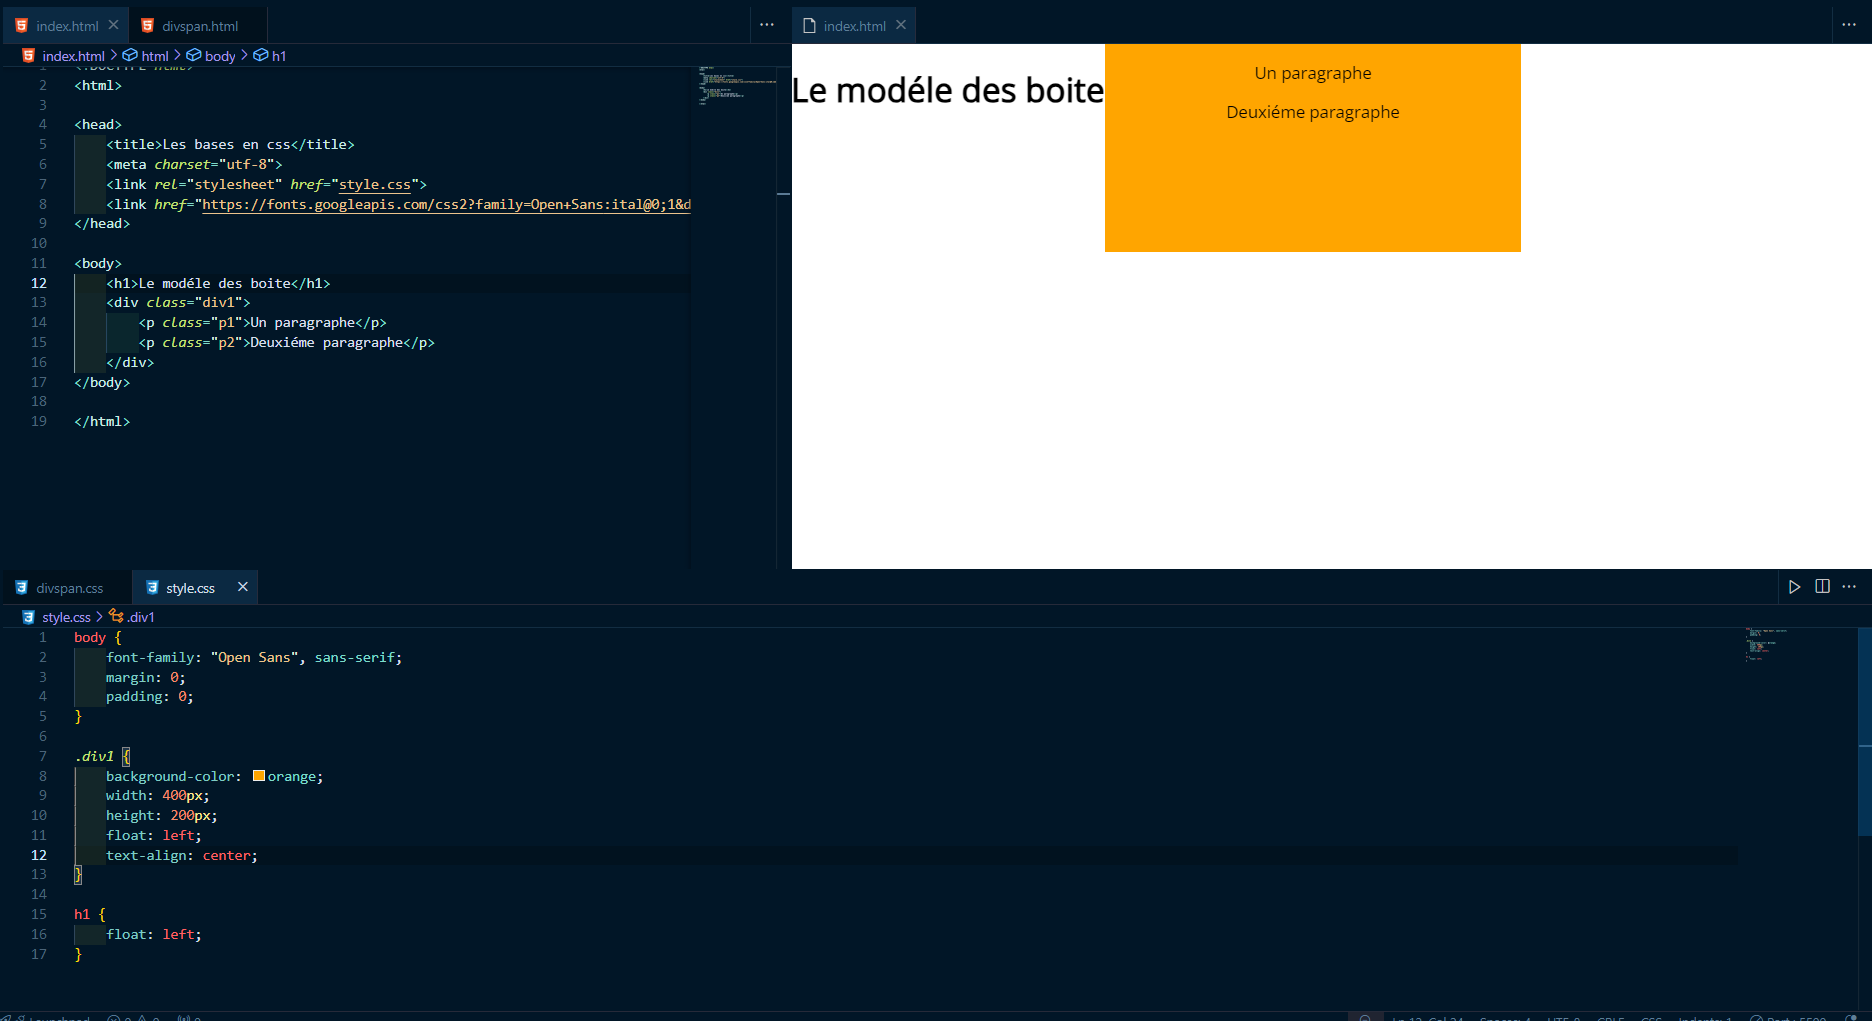 index.html
divspan.html
index.html
index.html > html > body > h1
1 <!DOCTYPE html>
2 <html>
3
4 <head>
5 <title>Les bases en css</title>
6 <meta charset="utf-8">
7 <link rel="stylesheet" href="style.css">
8 <link href="https://fonts.googleapis.com/css2?family=Open+Sans:ital@0;1&d
9 </head>
10
11 <body>
12 <h1>Le modéle des boite</h1>
13 <div class="div1">
14 <p class="p1">Un paragraphe</p>
15 <p class="p2">Deuxiéme paragraphe</p>
16 </div>
17 </body>
18
19 </html>
Le modéle des boite
Un paragraphe
Deuxiéme paragraphe
divspan.css
style.css
style.css > .div1
1 body {
2 font-family: "Open Sans", sans-serif;
3 margin: 0;
4 padding: 0;
5 }
6
7 .div1 {
8 background-color: orange;
9 width: 400px;
10 height: 200px;
11 float: left;
12 text-align: center;
13 }
14
15 h1 {
16 float: left;
17 }